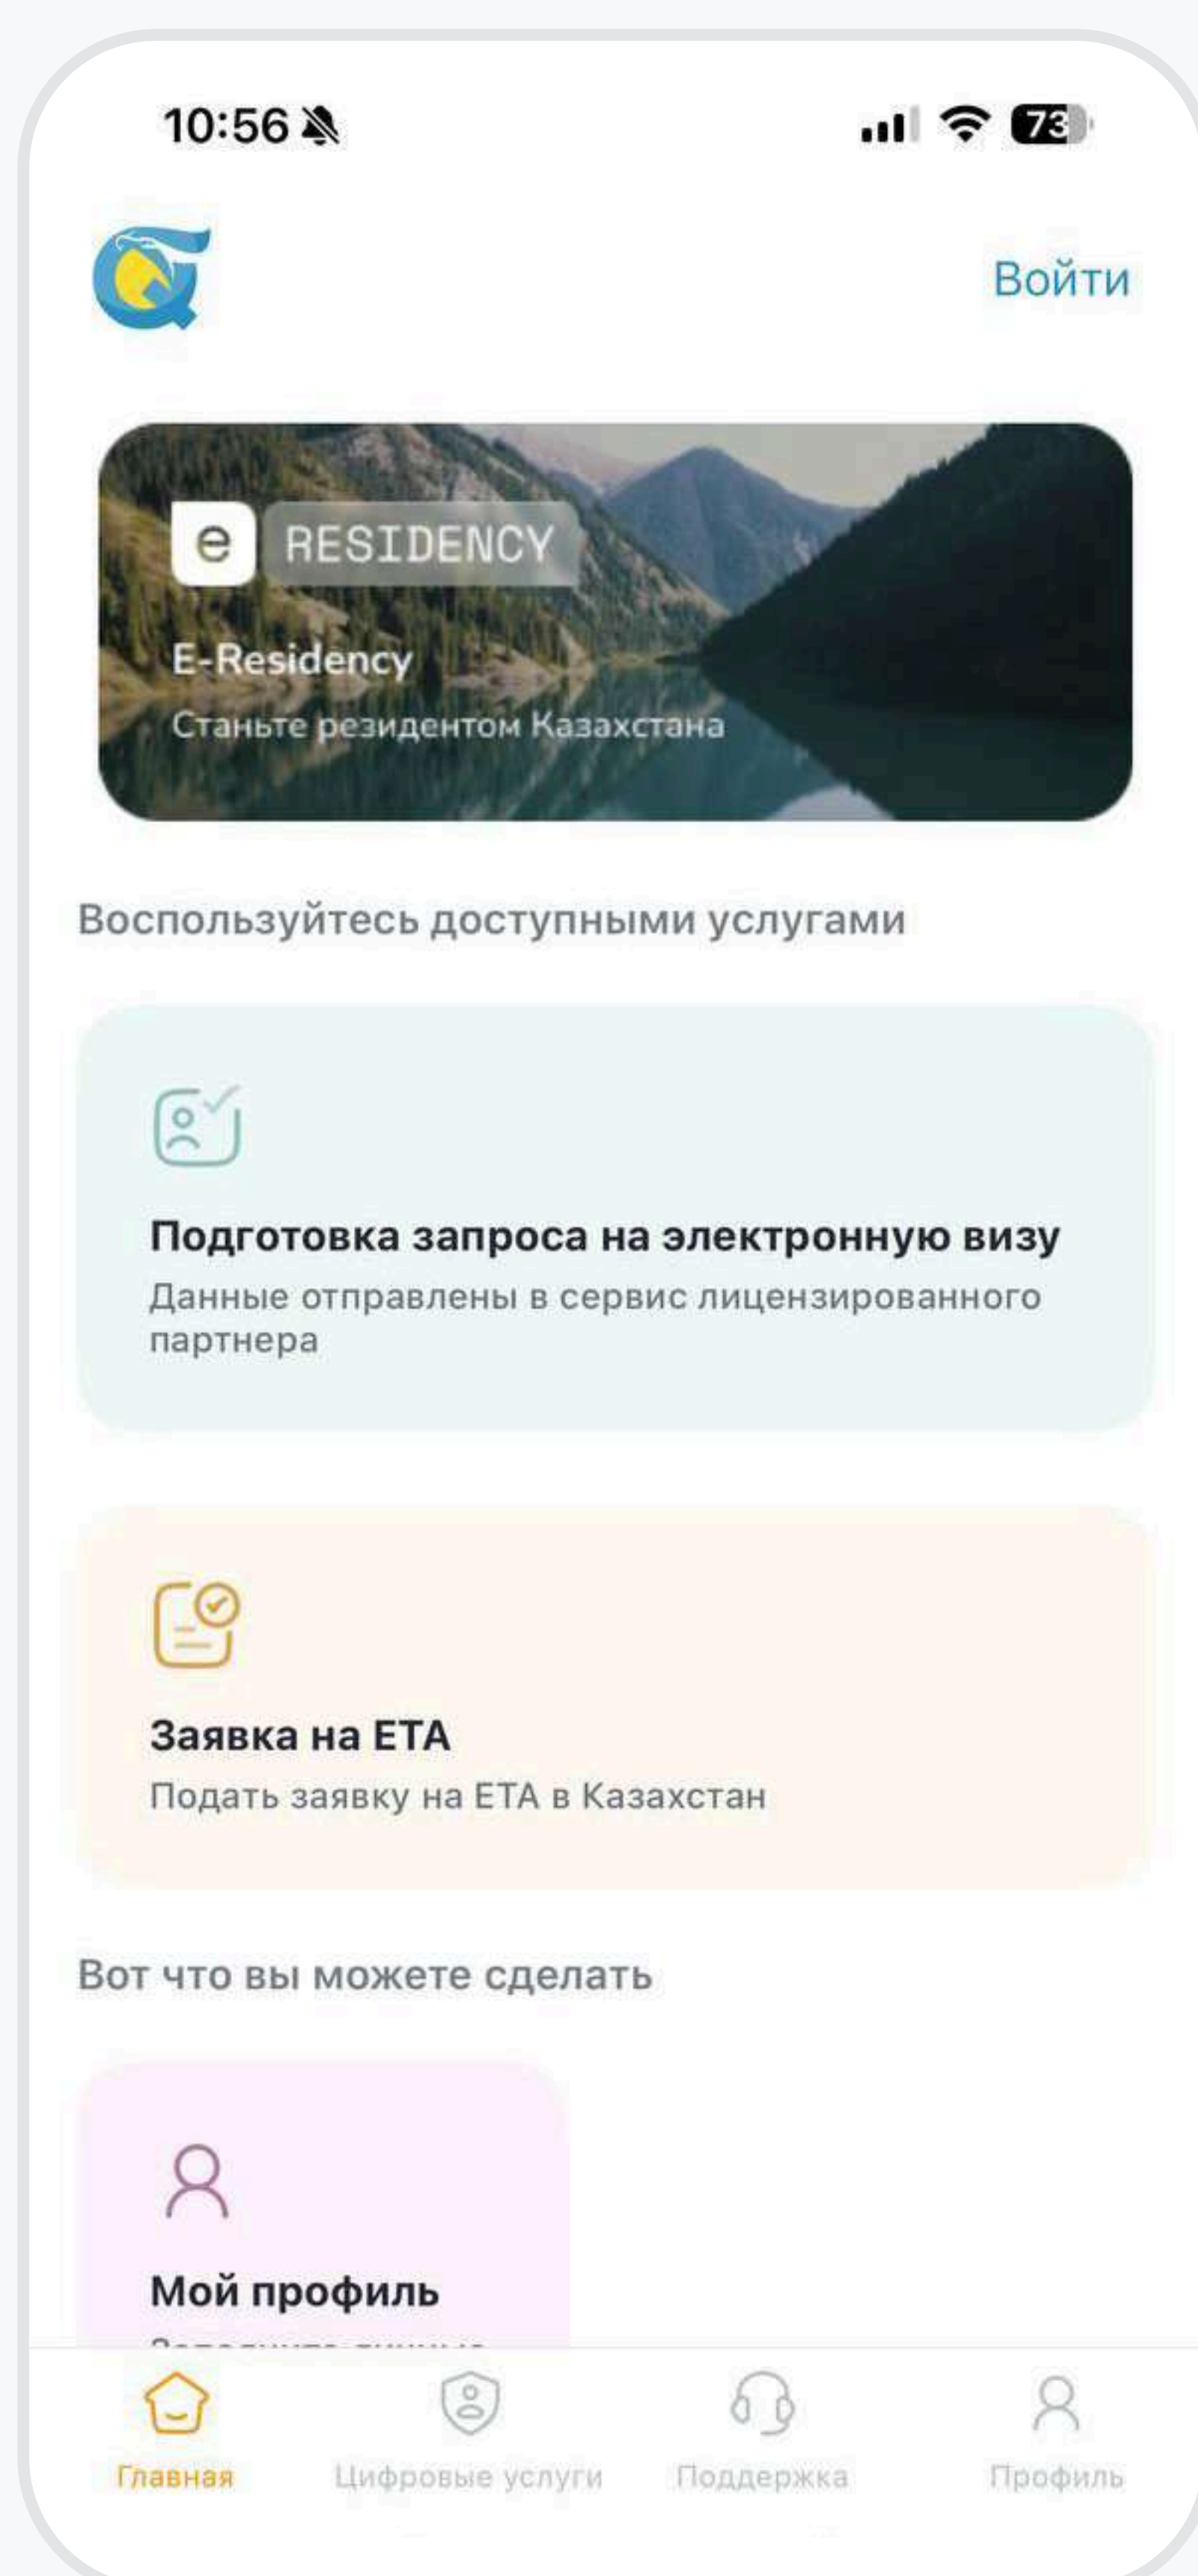 10:56
73
Войти
e RESIDENCY
E-Residency
Станьте резидентом Казахстана
Воспользуйтесь доступными услугами
Подготовка запроса на электронную визу
Данные отправлены в сервис лицензированного
партнера
Заявка на ETA
Подать заявку на ETA в Казахстан
Вот что вы можете сделать
Мой профиль
Главная
Цифровые услуги
Поддержка
Профиль